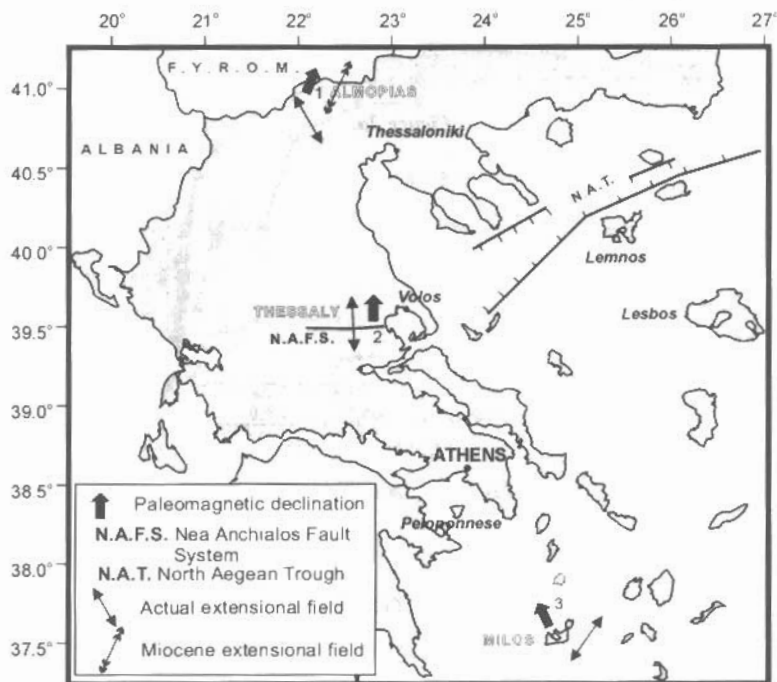 20° 21° 22° 23° 24° 25° 26° 27°
F.Y.R.O.M.
41.0°
1 ALMOPIAS
Thessaloniki
ALBANIA
40.5°
N.A.T.
40.0°
Lemnos
THESSALY
Volos
Lesbos
39.5°
N.A.F.S.
2
39.0°
ATHENS
38.5°
Paleomagnetic declination
N.A.F.S. Nea Anchialos Fault
System
Peloponnese
38.0°
N.A.T. North Aegean Trough
Actual extensional field
3
MILOS
Miocene extensional field
37.5°